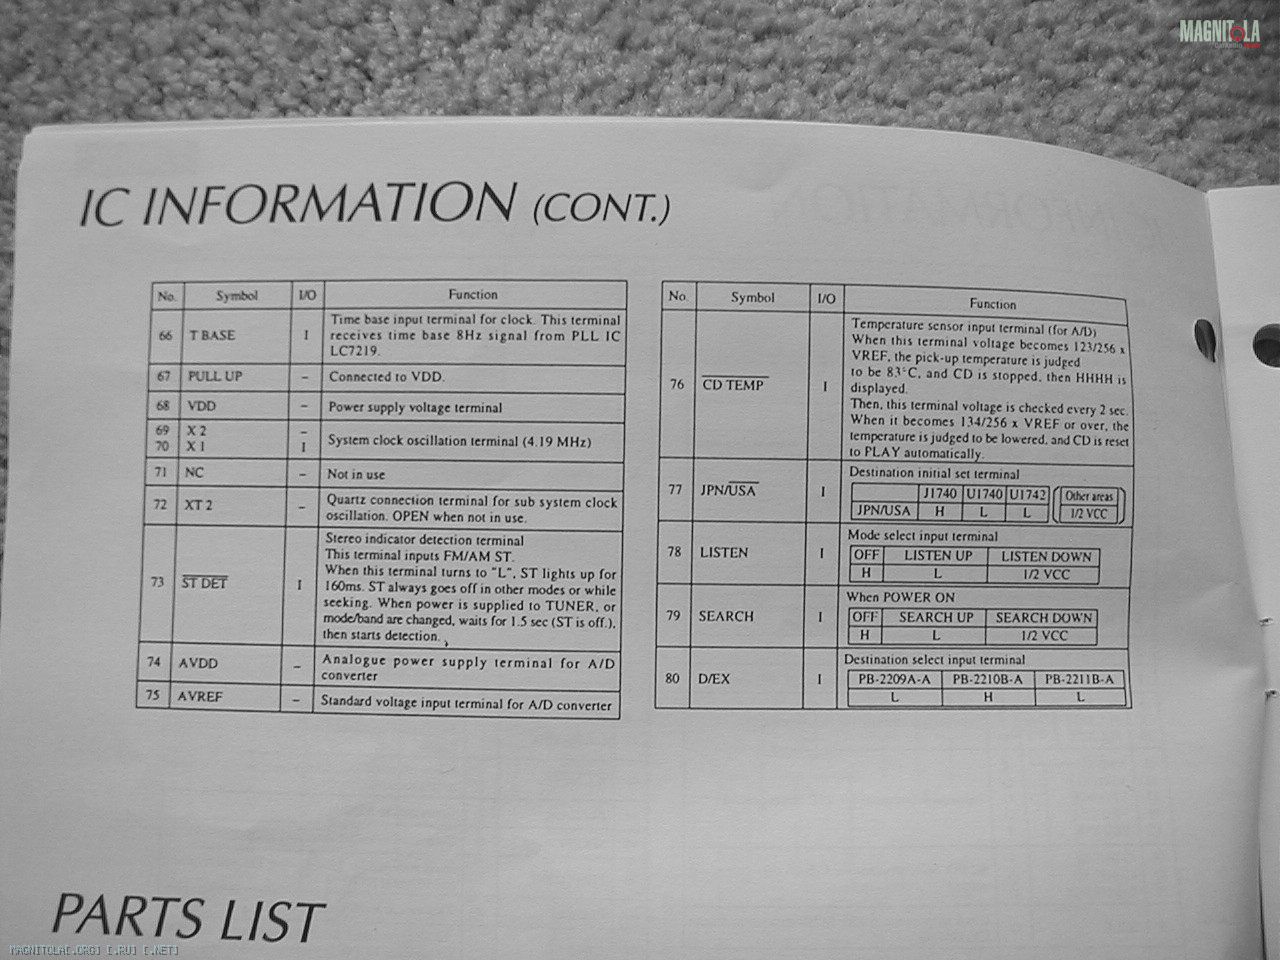 MAGNITOLA
IC INFORMATION (CONT.)
No. Symbol I/O Function
66 T BASE I Time base input terminal for clock. This terminal
receives time base 8Hz signal from PLL IC
LC7219.
67 PULL UP – Connected to VDD.
68 VDD – Power supply voltage terminal
69 X 2 –
70 X 1 I System clock oscillation terminal (4.19 MHz)
71 NC – Not in use
72 XT 2 – Quartz connection terminal for sub system clock
oscillation. OPEN when not in use.
73 ST DET I Stereo indicator detection terminal
This terminal inputs FM/AM ST.
When this terminal turns to "L", ST lights up for
160ms. ST always goes off in other modes or while
seeking. When power is supplied to TUNER, or
mode/band are changed, waits for 1.5 sec (ST is off.),
then starts detection.
74 AVDD – Analogue power supply terminal for A/D
converter
75 AVREF – Standard voltage input terminal for A/D converter
No. Symbol I/O Function
76 CD TEMP I Temperature sensor input terminal (for A/D)
When this terminal voltage becomes 123/256 x
VREF, the pick-up temperature is judged
to be 83°C, and CD is stopped, then HHHH is
displayed.
Then, this terminal voltage is checked every 2 sec.
When it becomes 134/256 x VREF or over, the
temperature is judged to be lowered, and CD is reset
to PLAY automatically.
77 JPN/USA I Destination initial set terminal
J1740 U1740 U1742 Other areas
JPN/USA H L L 1/2 VCC
78 LISTEN I Mode select input terminal
OFF LISTEN UP LISTEN DOWN
H L 1/2 VCC
79 SEARCH I When POWER ON
OFF SEARCH UP SEARCH DOWN
H L 1/2 VCC
80 D/EX I Destination select input terminal
PB-2209A-A PB-2210B-A PB-2211B-A
L H L
PARTS LIST
MAGNITOLA[.ORG] [.RU] [.NET]